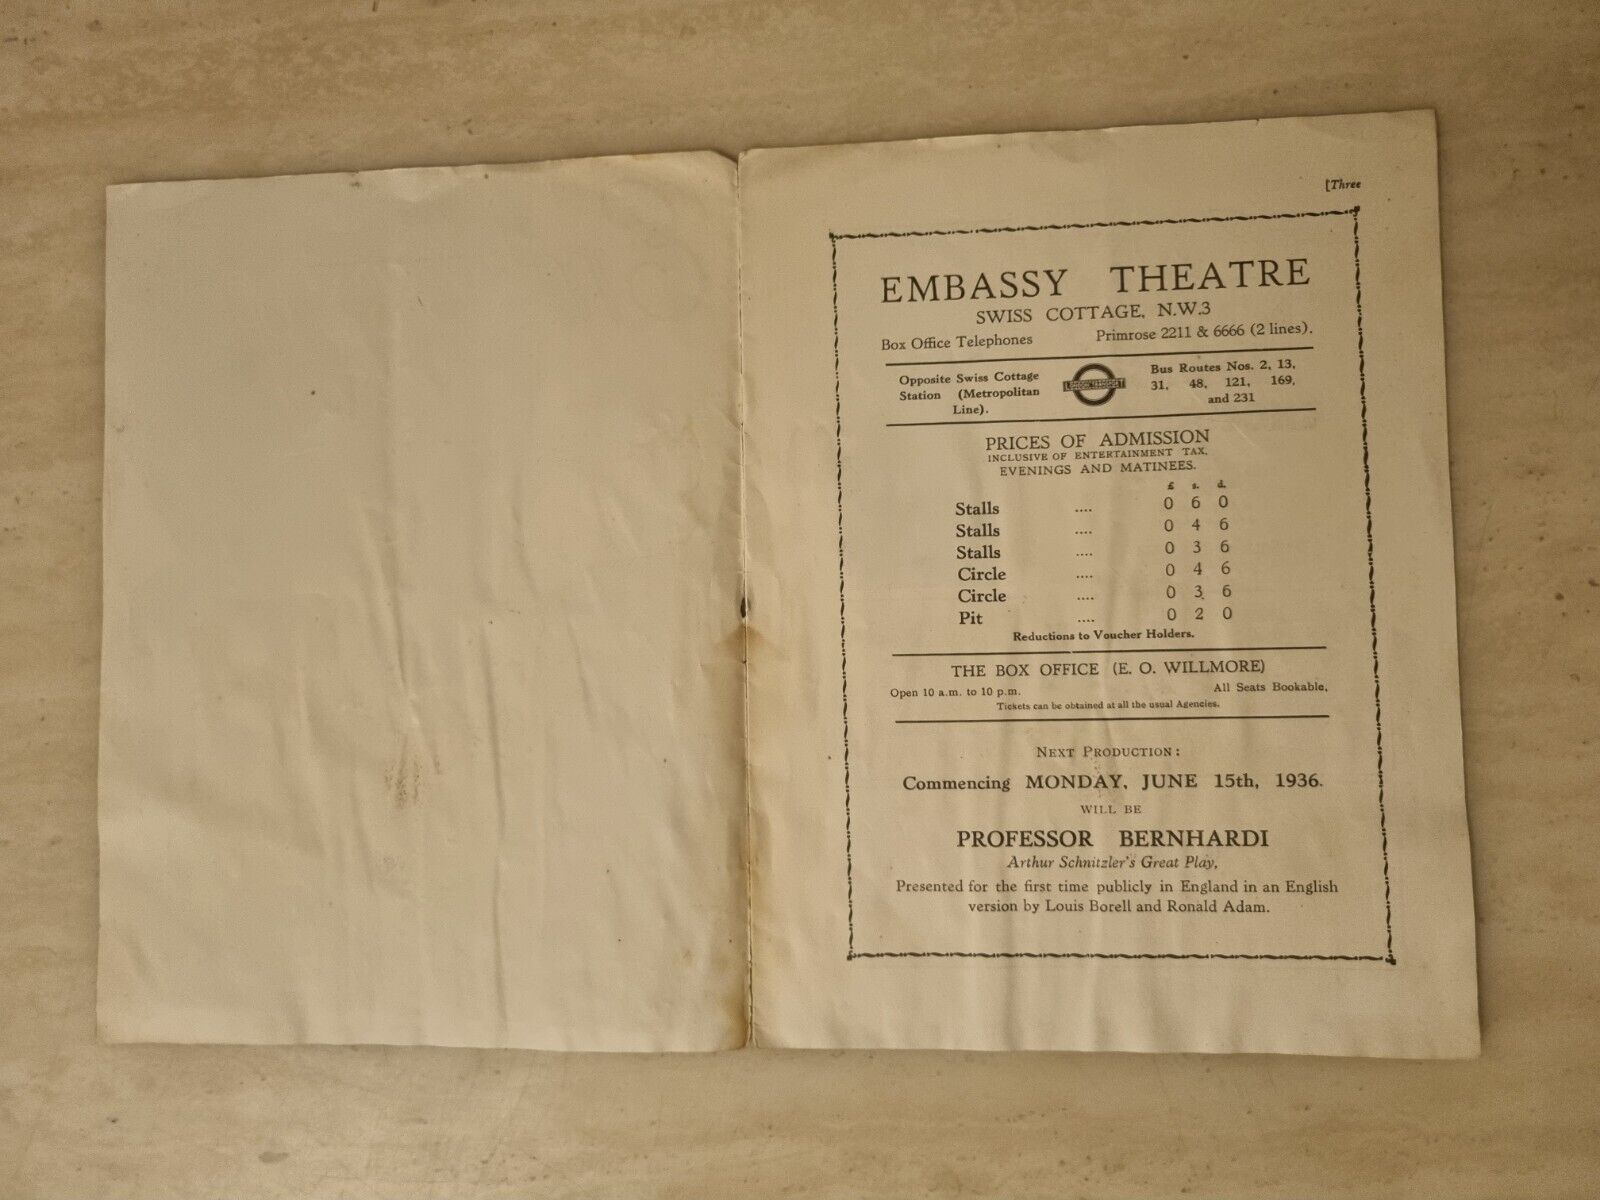 [Three
EMBASSY THEATRE
SWISS COTTAGE, N.W.3
Box Office Telephones Primrose 2211 & 6666 (2 lines).
Opposite Swiss Cottage
Station (Metropolitan
Line).
LONDON TRANSPORT
Bus Routes Nos. 2, 13,
31, 48, 121, 169,
and 231
PRICES OF ADMISSION
INCLUSIVE OF ENTERTAINMENT TAX.
EVENINGS AND MATINEES.
£ s. d.
Stalls .... 0 6 0
Stalls .... 0 4 6
Stalls .... 0 3 6
Circle .... 0 4 6
Circle .... 0 3 6
Pit .... 0 2 0
Reductions to Voucher Holders.
THE BOX OFFICE (E. O. WILLMORE)
Open 10 a.m. to 10 p.m. All Seats Bookable.
Tickets can be obtained at all the usual Agencies.
NEXT PRODUCTION:
Commencing MONDAY, JUNE 15th, 1936.
WILL BE
PROFESSOR BERNHARDI
Arthur Schnitzler's Great Play,
Presented for the first time publicly in England in an English
version by Louis Borell and Ronald Adam.